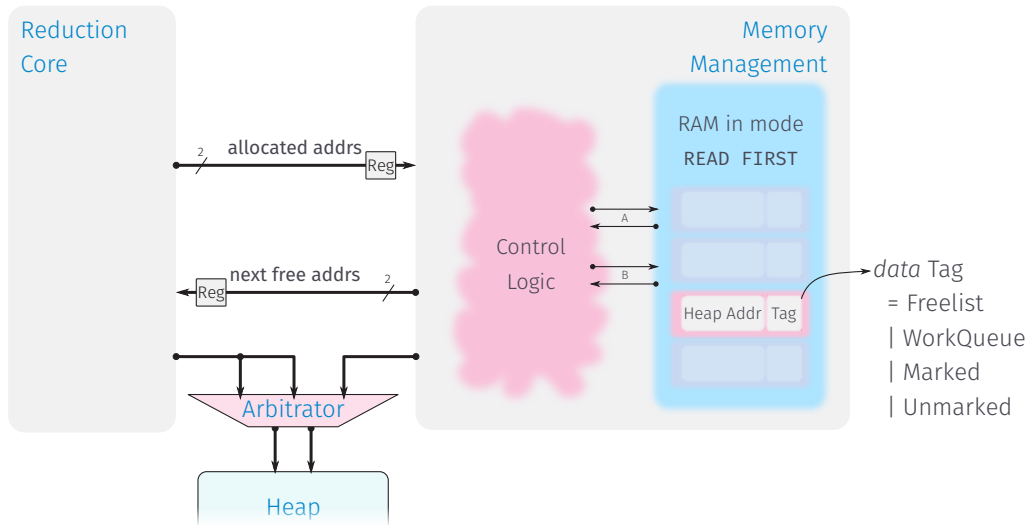 Reduction
Core
Memory
Management
RAM in mode
READ FIRST
2
allocated addrs
Reg
A
Control
Logic
B
next free addrs
Reg
2
Heap Addr
Tag
data Tag
= Freelist
| WorkQueue
| Marked
| Unmarked
Arbitrator
Heap